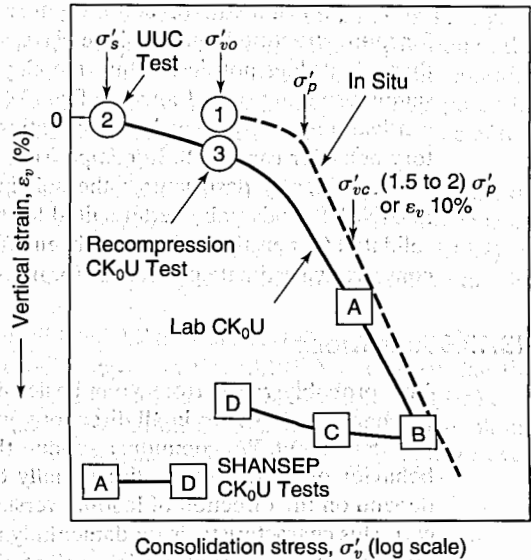 σ's UUC Test
σ'vo
1
σ'p
In Situ
0
2
3
σ'vc (1.5 to 2) σ'p
or εv 10%
Vertical strain, εv (%)
Recompression
CK0U Test
Lab CK0U
A
D
C
B
A D SHANSEP
CK0U Tests
Consolidation stress, σ'v (log scale)